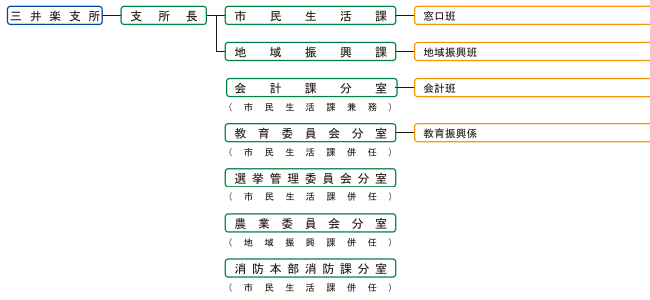 三井楽支所 支所長 市民生活課 窓口班
地域振興課 地域振興班
会計課分室 会計班
(市民生活課兼務)
教育委員会分室 教育振興係
(市民生活課併任)
選挙管理委員会分室
(市民生活課併任)
農業委員会分室
(地域振興課併任)
消防本部消防課分室
(市民生活課併任)